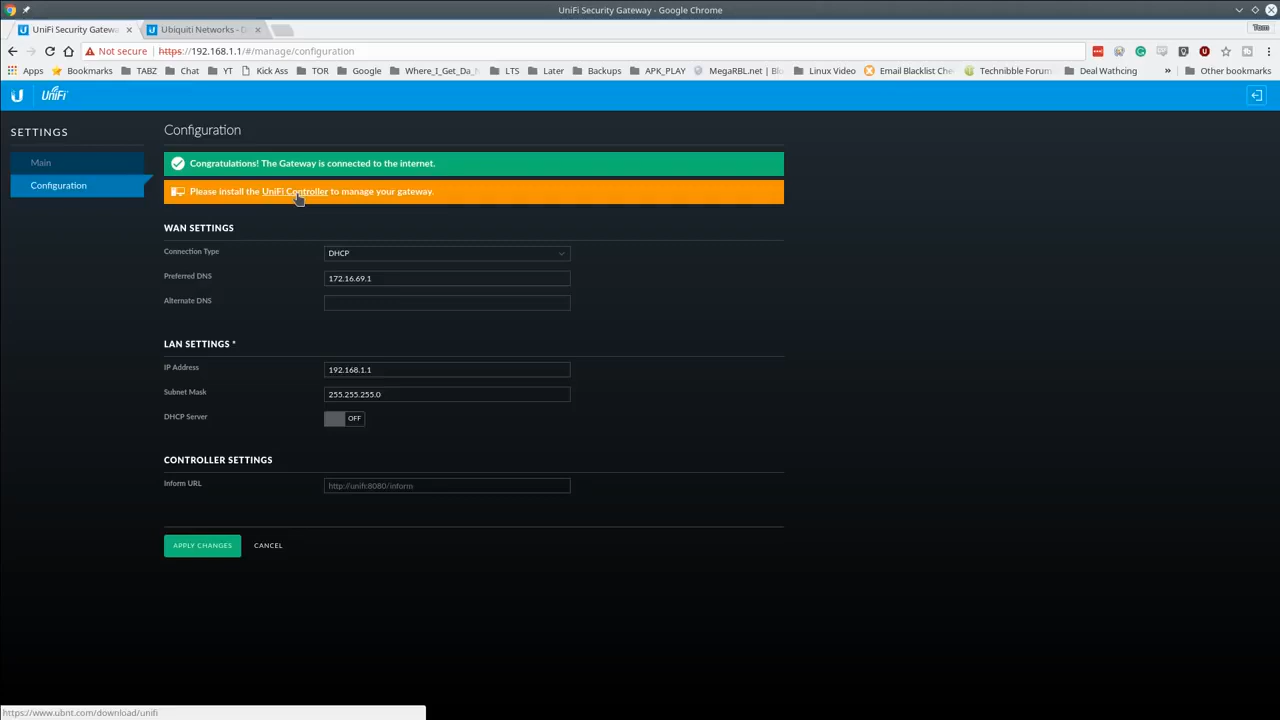 UniFi Security Gateway - Google Chrome
UniFi Security Gatewa
Ubiquiti Networks - D
Tom
Not secure https://192.168.1.1/#/manage/configuration
Apps Bookmarks TABZ Chat YT Kick Ass TOR Google Where_I_Get_Da_ LTS Later Backups APK_PLAY MegaRBL.net | Blo Linux Video Email Blacklist Che Technibble Forum Deal Wathcing » Other bookmarks
U UniFi
SETTINGS
Main
Configuration
Configuration
Congratulations! The Gateway is connected to the internet.
Please install the UniFi Controller to manage your gateway.
WAN SETTINGS
Connection Type DHCP
Preferred DNS 172.16.69.1
Alternate DNS
LAN SETTINGS *
IP Address 192.168.1.1
Subnet Mask 255.255.255.0
DHCP Server OFF
CONTROLLER SETTINGS
Inform URL http://unifi:8080/inform
APPLY CHANGES CANCEL
https://www.ubnt.com/download/unifi